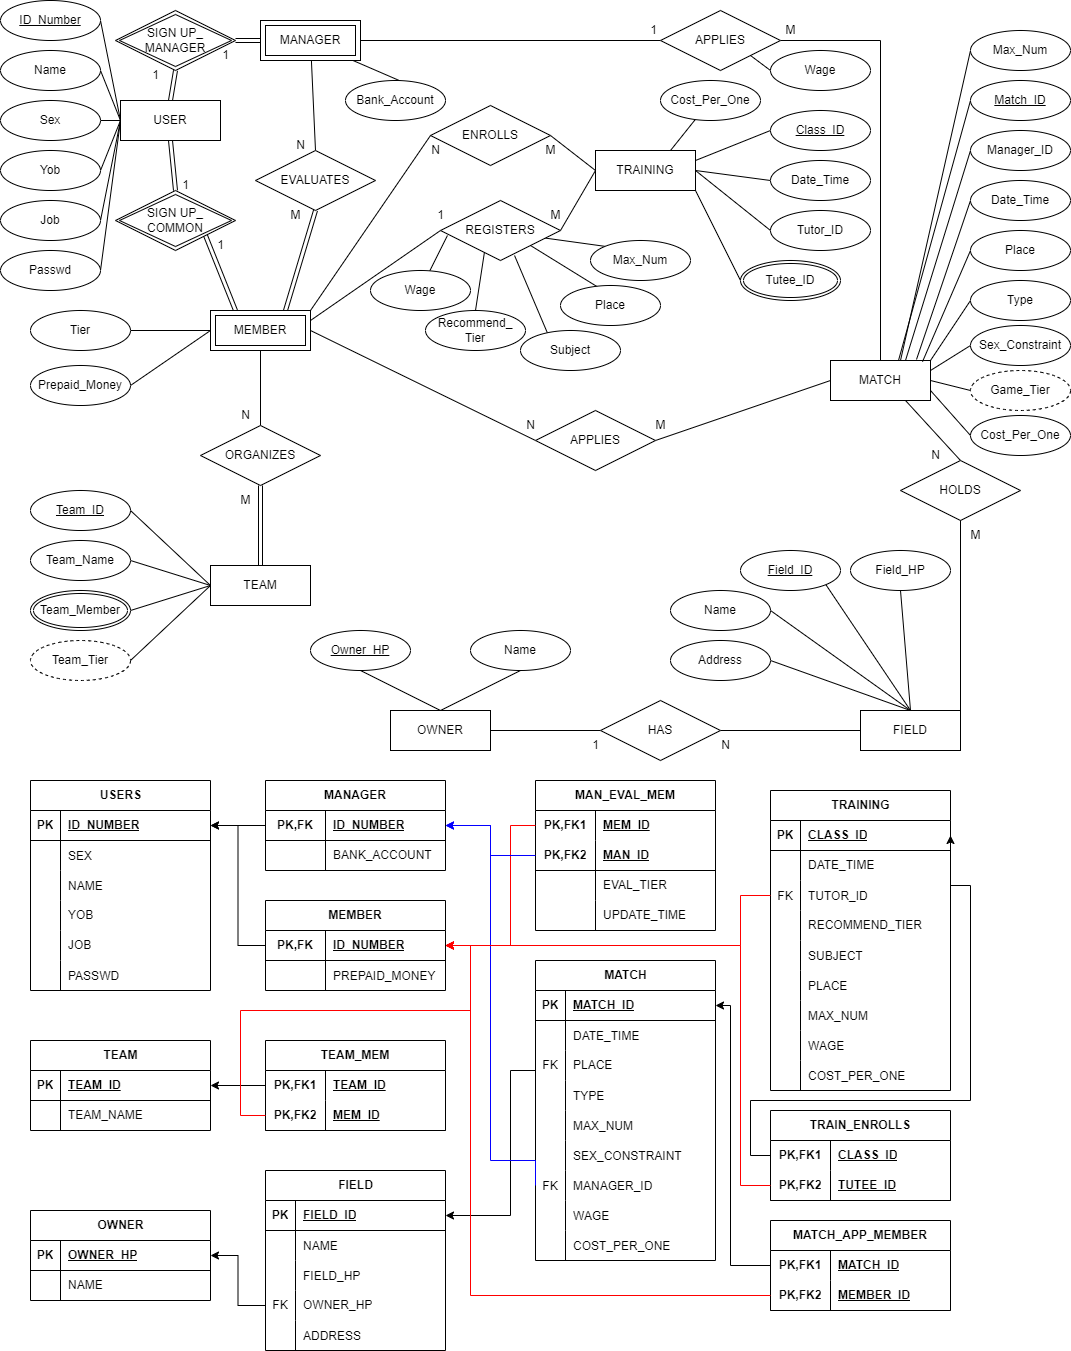 ID_Number
Name
Sex
Yob
Job
Passwd
SIGN UP_
MANAGER
1
1
MANAGER
Bank_Account
USER
1
SIGN UP_
COMMON
1
N
EVALUATES
M
1
APPLIES
M
Wage
Cost_Per_One
ENROLLS
N
M
TRAINING
Class_ID
Date_Time
Tutor_ID
Tutee_ID
1
REGISTERS
M
Wage
Recommend_
Tier
Subject
Place
Max_Num
Max_Num
Match_ID
Manager_ID
Date_Time
Place
Type
Sex_Constraint
Game_Tier
Cost_Per_One
MATCH
Tier
Prepaid_Money
MEMBER
N
APPLIES
M
N
ORGANIZES
M
N
HOLDS
M
Team_ID
Team_Name
Team_Member
Team_Tier
TEAM
Field_ID
Field_HP
Name
Address
Owner_HP
Name
OWNER
1
HAS
N
FIELD
USERS
PK ID_NUMBER
SEX
NAME
YOB
JOB
PASSWD
MANAGER
PK,FK ID_NUMBER
BANK_ACCOUNT
MEMBER
PK,FK ID_NUMBER
PREPAID_MONEY
MAN_EVAL_MEM
PK,FK1 MEM_ID
PK,FK2 MAN_ID
EVAL_TIER
UPDATE_TIME
TRAINING
PK CLASS_ID
DATE_TIME
FK TUTOR_ID
RECOMMEND_TIER
SUBJECT
PLACE
MAX_NUM
WAGE
COST_PER_ONE
MATCH
PK MATCH_ID
DATE_TIME
FK PLACE
TYPE
MAX_NUM
SEX_CONSTRAINT
FK MANAGER_ID
WAGE
COST_PER_ONE
TEAM
PK TEAM_ID
TEAM_NAME
TEAM_MEM
PK,FK1 TEAM_ID
PK,FK2 MEM_ID
TRAIN_ENROLLS
PK,FK1 CLASS_ID
PK,FK2 TUTEE_ID
OWNER
PK OWNER_HP
NAME
FIELD
PK FIELD_ID
NAME
FIELD_HP
FK OWNER_HP
ADDRESS
MATCH_APP_MEMBER
PK,FK1 MATCH_ID
PK,FK2 MEMBER_ID